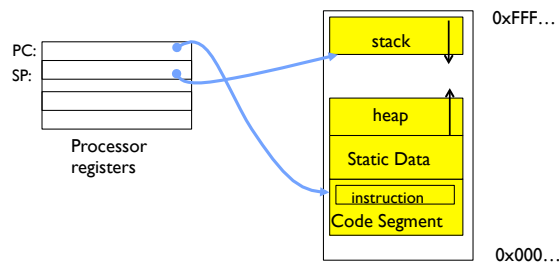 PC:
SP:
Processor
registers
0xFFF…
stack
heap
Static Data
instruction
Code Segment
0x000…